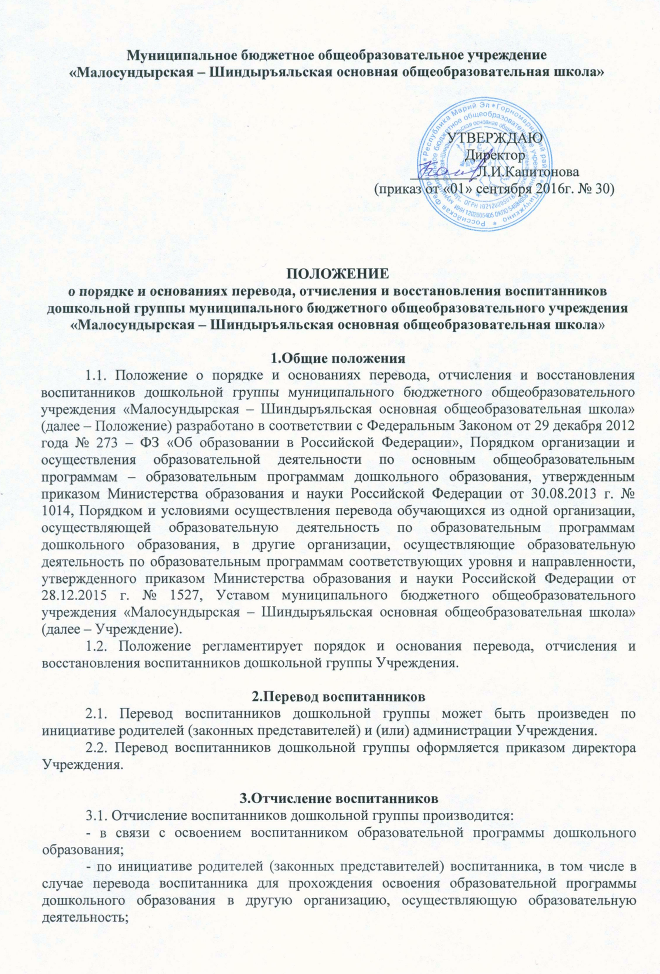 Муниципальное бюджетное общеобразовательное учреждение
«Малосундырская – Шиндыръяльская основная общеобразовательная школа»
УТВЕРЖДАЮ
Директор
Л.И.Капитонова
(приказ от «01» сентября 2016г. № 30)
ПОЛОЖЕНИЕ
о порядке и основаниях перевода, отчисления и восстановления воспитанников
дошкольной группы муниципального бюджетного общеобразовательного учреждения
«Малосундырская – Шиндыръяльская основная общеобразовательная школа»
1.Общие положения
1.1. Положение о порядке и основаниях перевода, отчисления и восстановления
воспитанников дошкольной группы муниципального бюджетного общеобразовательного
учреждения «Малосундырская – Шиндыръяльская основная общеобразовательная школа»
(далее – Положение) разработано в соответствии с Федеральным Законом от 29 декабря 2012
года № 273 – ФЗ «Об образовании в Российской Федерации», Порядком организации и
осуществления образовательной деятельности по основным общеобразовательным
программам – образовательным программам дошкольного образования, утвержденным
приказом Министерства образования и науки Российской Федерации от 30.08.2013 г. №
1014, Порядком и условиями осуществления перевода обучающихся из одной организации,
осуществляющей образовательную деятельность по образовательным программам
дошкольного образования, в другие организации, осуществляющие образовательную
деятельность по образовательным программам соответствующих уровня и направленности,
утвержденного приказом Министерства образования и науки Российской Федерации от
28.12.2015 г. № 1527, Уставом муниципального бюджетного общеобразовательного
учреждения «Малосундырская – Шиндыръяльская основная общеобразовательная школа»
(далее – Учреждение).
1.2. Положение регламентирует порядок и основания перевода, отчисления и
восстановления воспитанников дошкольной группы Учреждения.
2.Перевод воспитанников
2.1. Перевод воспитанников дошкольной группы может быть произведен по
инициативе родителей (законных представителей) и (или) администрации Учреждения.
2.2. Перевод воспитанников дошкольной группы оформляется приказом директора
Учреждения.
3.Отчисление воспитанников
3.1. Отчисление воспитанников дошкольной группы производится:
- в связи с освоением воспитанником образовательной программы дошкольного
образования;
- по инициативе родителей (законных представителей) воспитанника, в том числе в
случае перевода воспитанника для прохождения освоения образовательной программы
дошкольного образования в другую организацию, осуществляющую образовательную
деятельность;